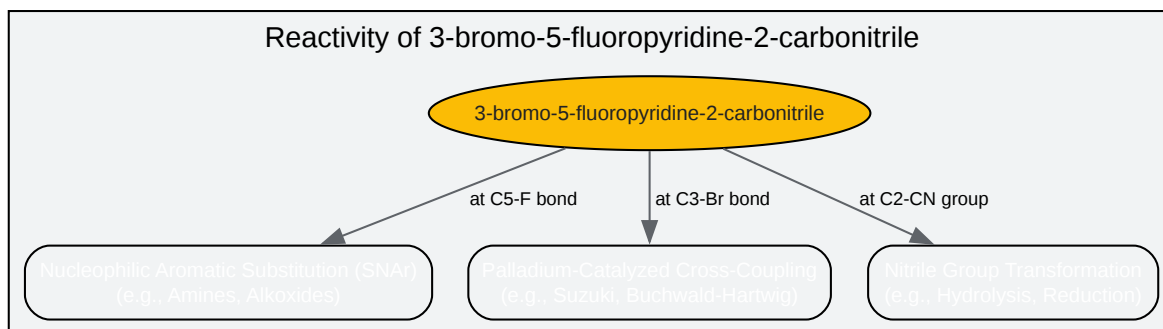 Reactivity of 3-bromo-5-fluoropyridine-2-carbonitrile
3-bromo-5-fluoropyridine-2-carbonitrile
at C5-F bond
at C3-Br bond
at C2-CN group
Nucleophilic Aromatic Substitution (SNAr)
(e.g., Amines, Alkoxides)
Palladium-Catalyzed Cross-Coupling
(e.g., Suzuki, Buchwald-Hartwig)
Nitrile Group Transformation
(e.g., Hydrolysis, Reduction)